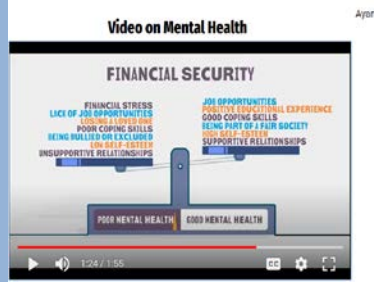 Ayor
Video on Mental Health
FINANCIAL SECURITY
FINANCIAL STRESS
LACK OF JOB OPPORTUNITIES
LOSING A LOVED ONE
POOR COPING SKILLS
BEING BULLIED OR EXCLUDED
LOW SELF-ESTEEM
UNSUPPORTIVE RELATIONSHIPS
JOB OPPORTUNITIES
POSITIVE EDUCATIONAL EXPERIENCE
GOOD COPING SKILLS
BEING PART OF A FAIR SOCIETY
HIGH SELF-ESTEEM
SUPPORTIVE RELATIONSHIPS
POOR MENTAL HEALTH
GOOD MENTAL HEALTH
1:24 / 1:55
CC